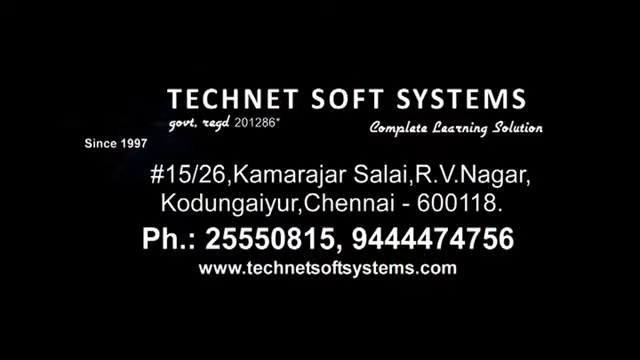 TECHNET SOFT SYSTEMS
govt, regd 201286*
Complete Learning Solution
Since 1997
#15/26,Kamarajar Salai,R.V.Nagar,
Kodungaiyur,Chennai - 600118.
Ph.: 25550815, 9444474756
www.technetsoftsystems.com